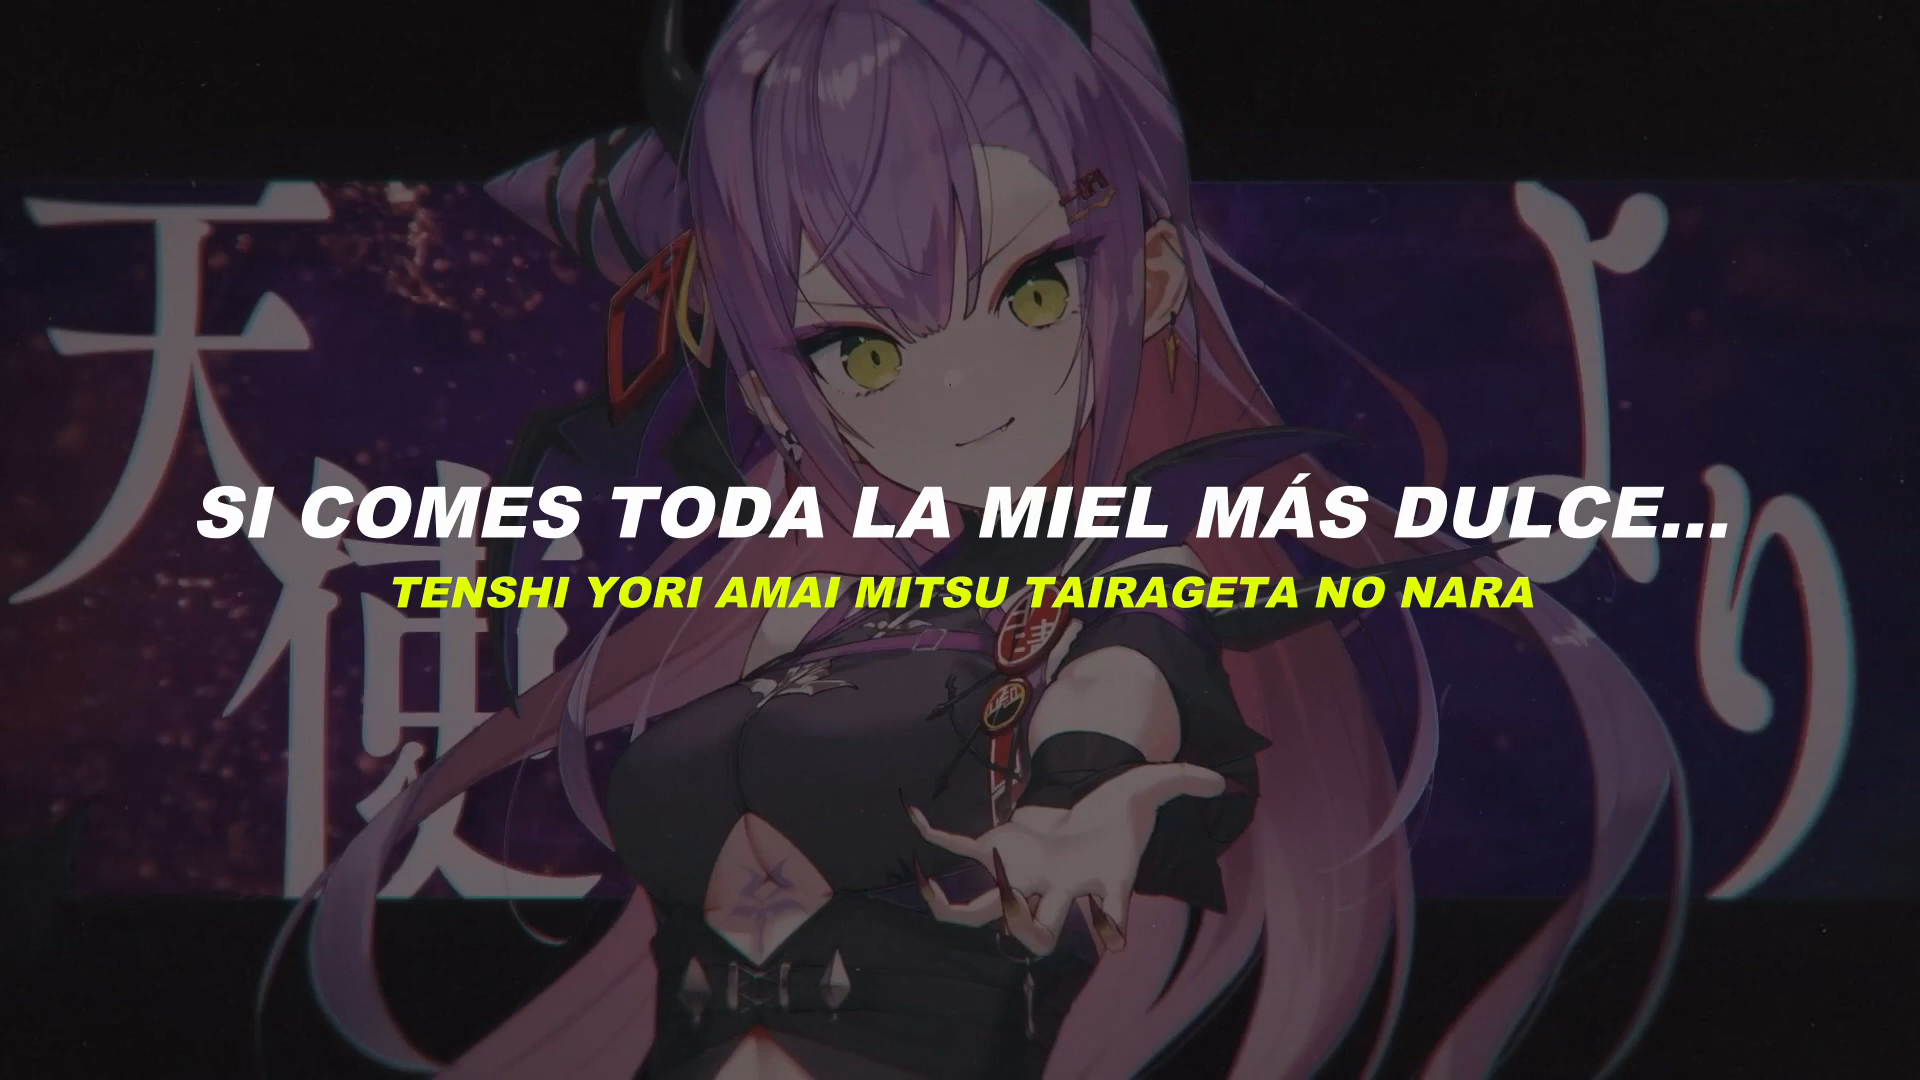 天使より
SI COMES TODA LA MIEL MÁS DULCE...
TENSHI YORI AMAI MITSU TAIRAGETA NO NARA